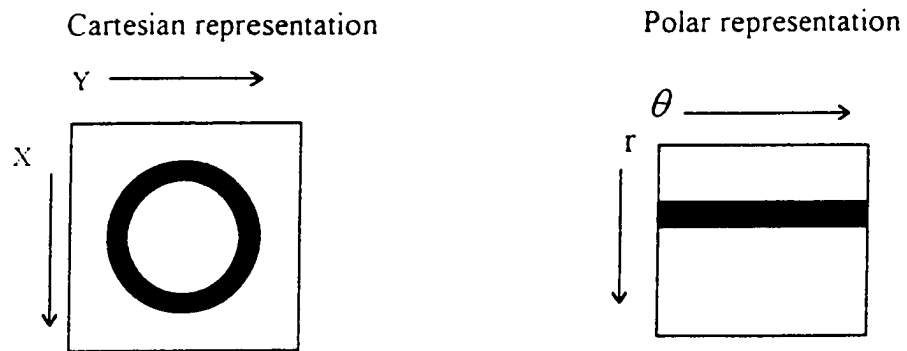 Cartesian representation
Polar representation
Y
θ
X
r